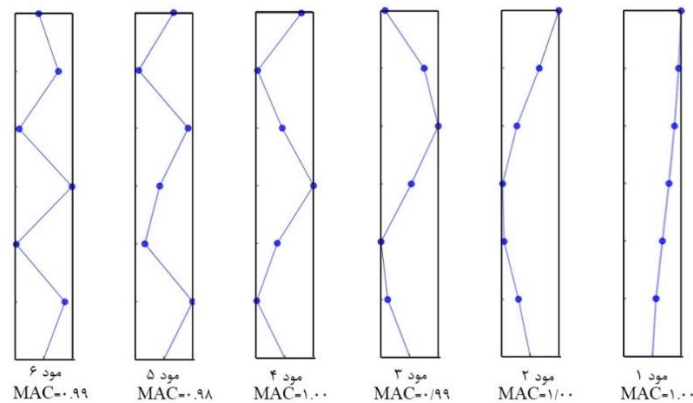 مود ۱
MAC=۱.۰۰
مود ۲
MAC=۱/۰۰
مود ۳
MAC=۰/۹۹
مود ۴
MAC=۱.۰۰
مود ۵
MAC=۰.۹۸
مود ۶
MAC=۰.۹۹